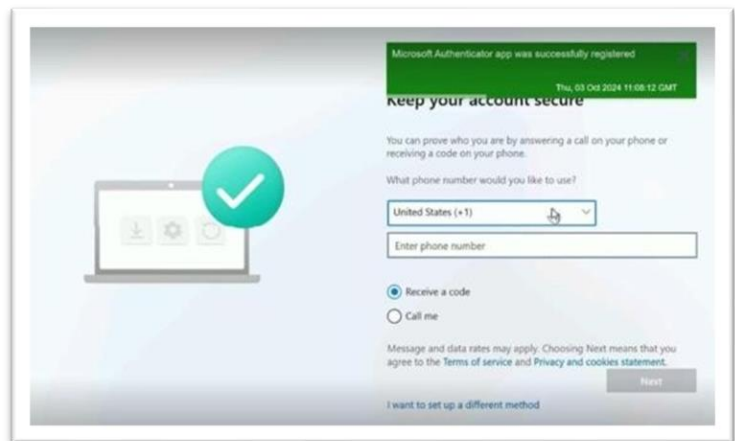 Microsoft Authenticator app was successfully registered
Thu, 03 Oct 2024 11:08:12 GMT
Keep your account secure
You can prove who you are by answering a call on your phone or
receiving a code on your phone.
What phone number would you like to use?
United States (+1)
Enter phone number
Receive a code
Call me
Message and data rates may apply. Choosing Next means that you
agree to the Terms of service and Privacy and cookies statement.
Next
I want to set up a different method